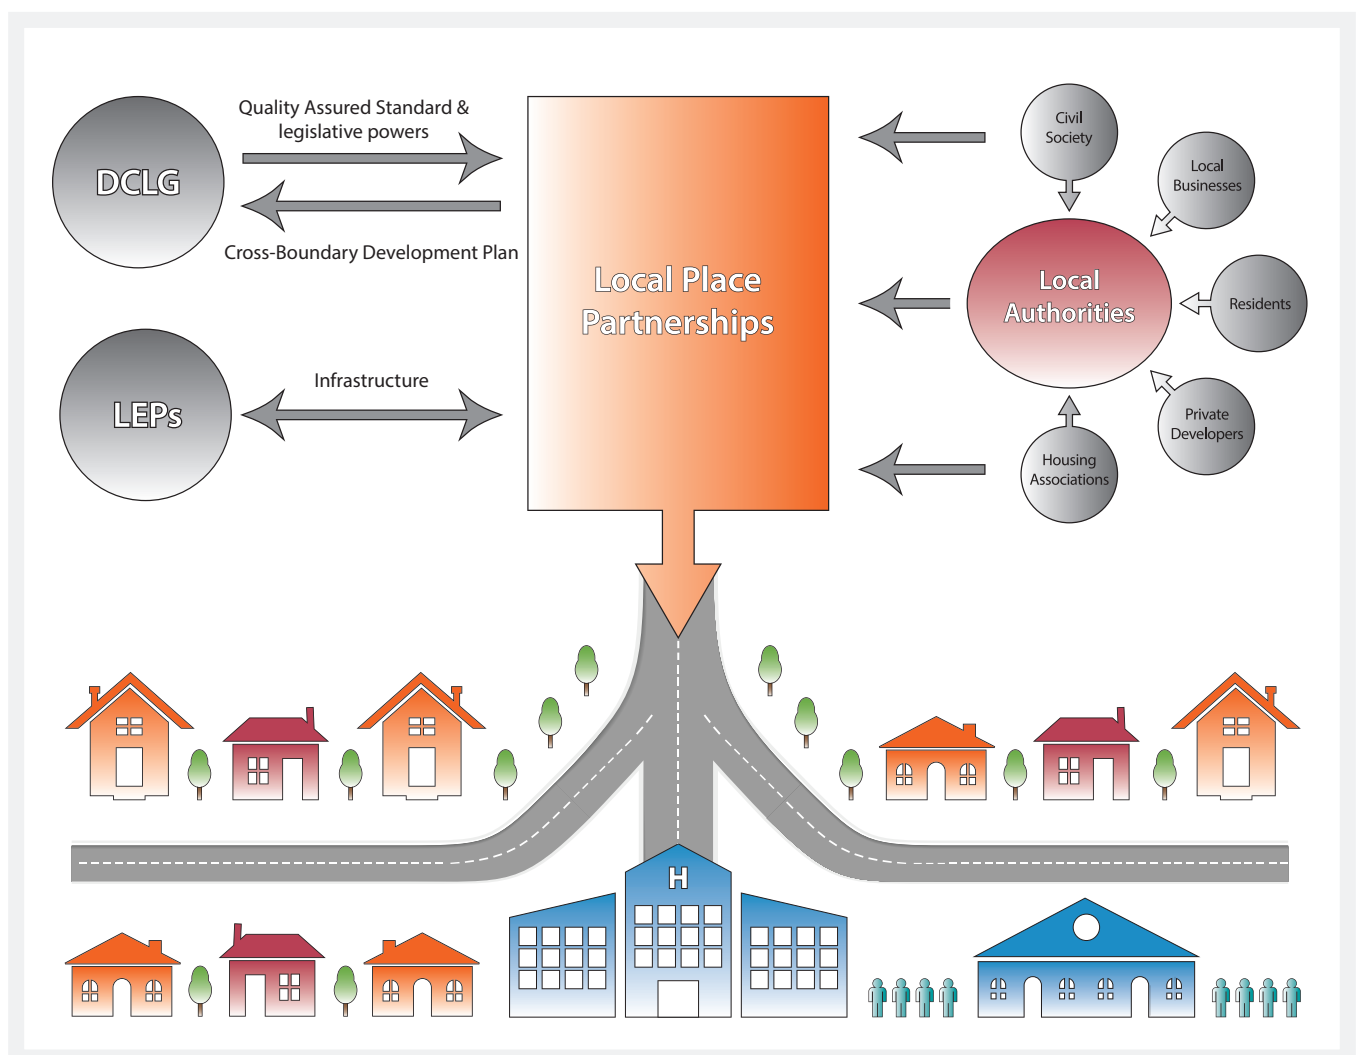 Quality Assured Standard &
legislative powers
DCLG
Cross-Boundary Development Plan
LEPs
Infrastructure
Local Place
Partnerships
Civil
Society
Local
Businesses
Local
Authorities
Residents
Private
Developers
Housing
Associations
H